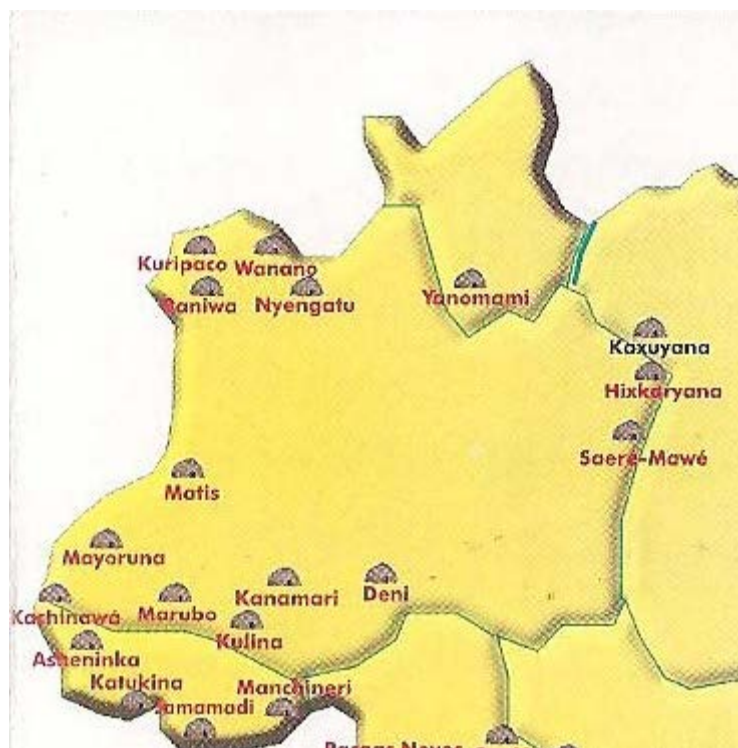 Kuripaco
Wanano
Baniwa
Nyengatu
Yanomami
Kaxuyana
Hixkaryana
Saeré-Mawé
Matis
Mayoruna
Kachinawá
Marubo
Kanamari
Deni
Kulina
Asheninka
Katukina
Manchineri
Jamamadi